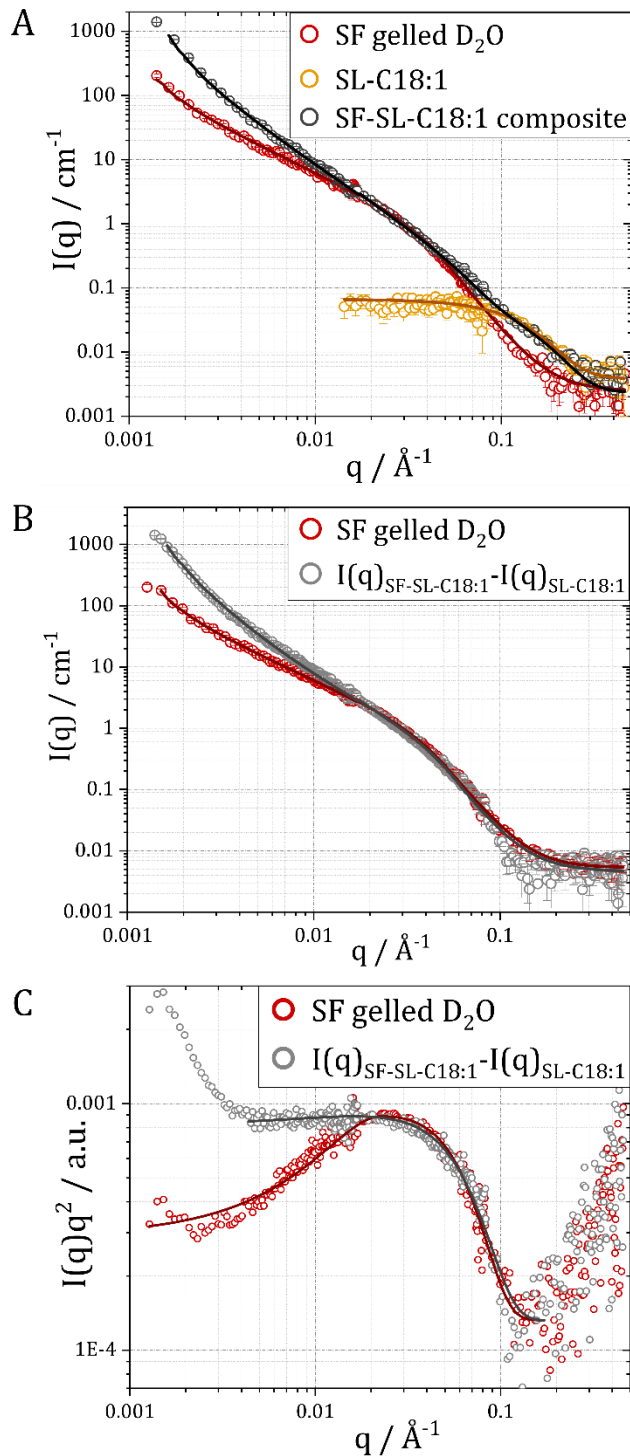 A
SF gelled D₂O
SL-C18:1
SF-SL-C18:1 composite
1000
100
10
1
0.1
0.01
0.001
I(q) / cm⁻¹
0.001
0.01
0.1
q / Å⁻¹
B
SF gelled D₂O
I(q)SF-SL-C18:1-I(q)SL-C18:1
1000
100
10
1
0.1
0.01
0.001
I(q) / cm⁻¹
0.001
0.01
0.1
q / Å⁻¹
C
SF gelled D₂O
I(q)SF-SL-C18:1-I(q)SL-C18:1
0.001
1E-4
I(q)q² / a.u.
0.001
0.01
0.1
q / Å⁻¹